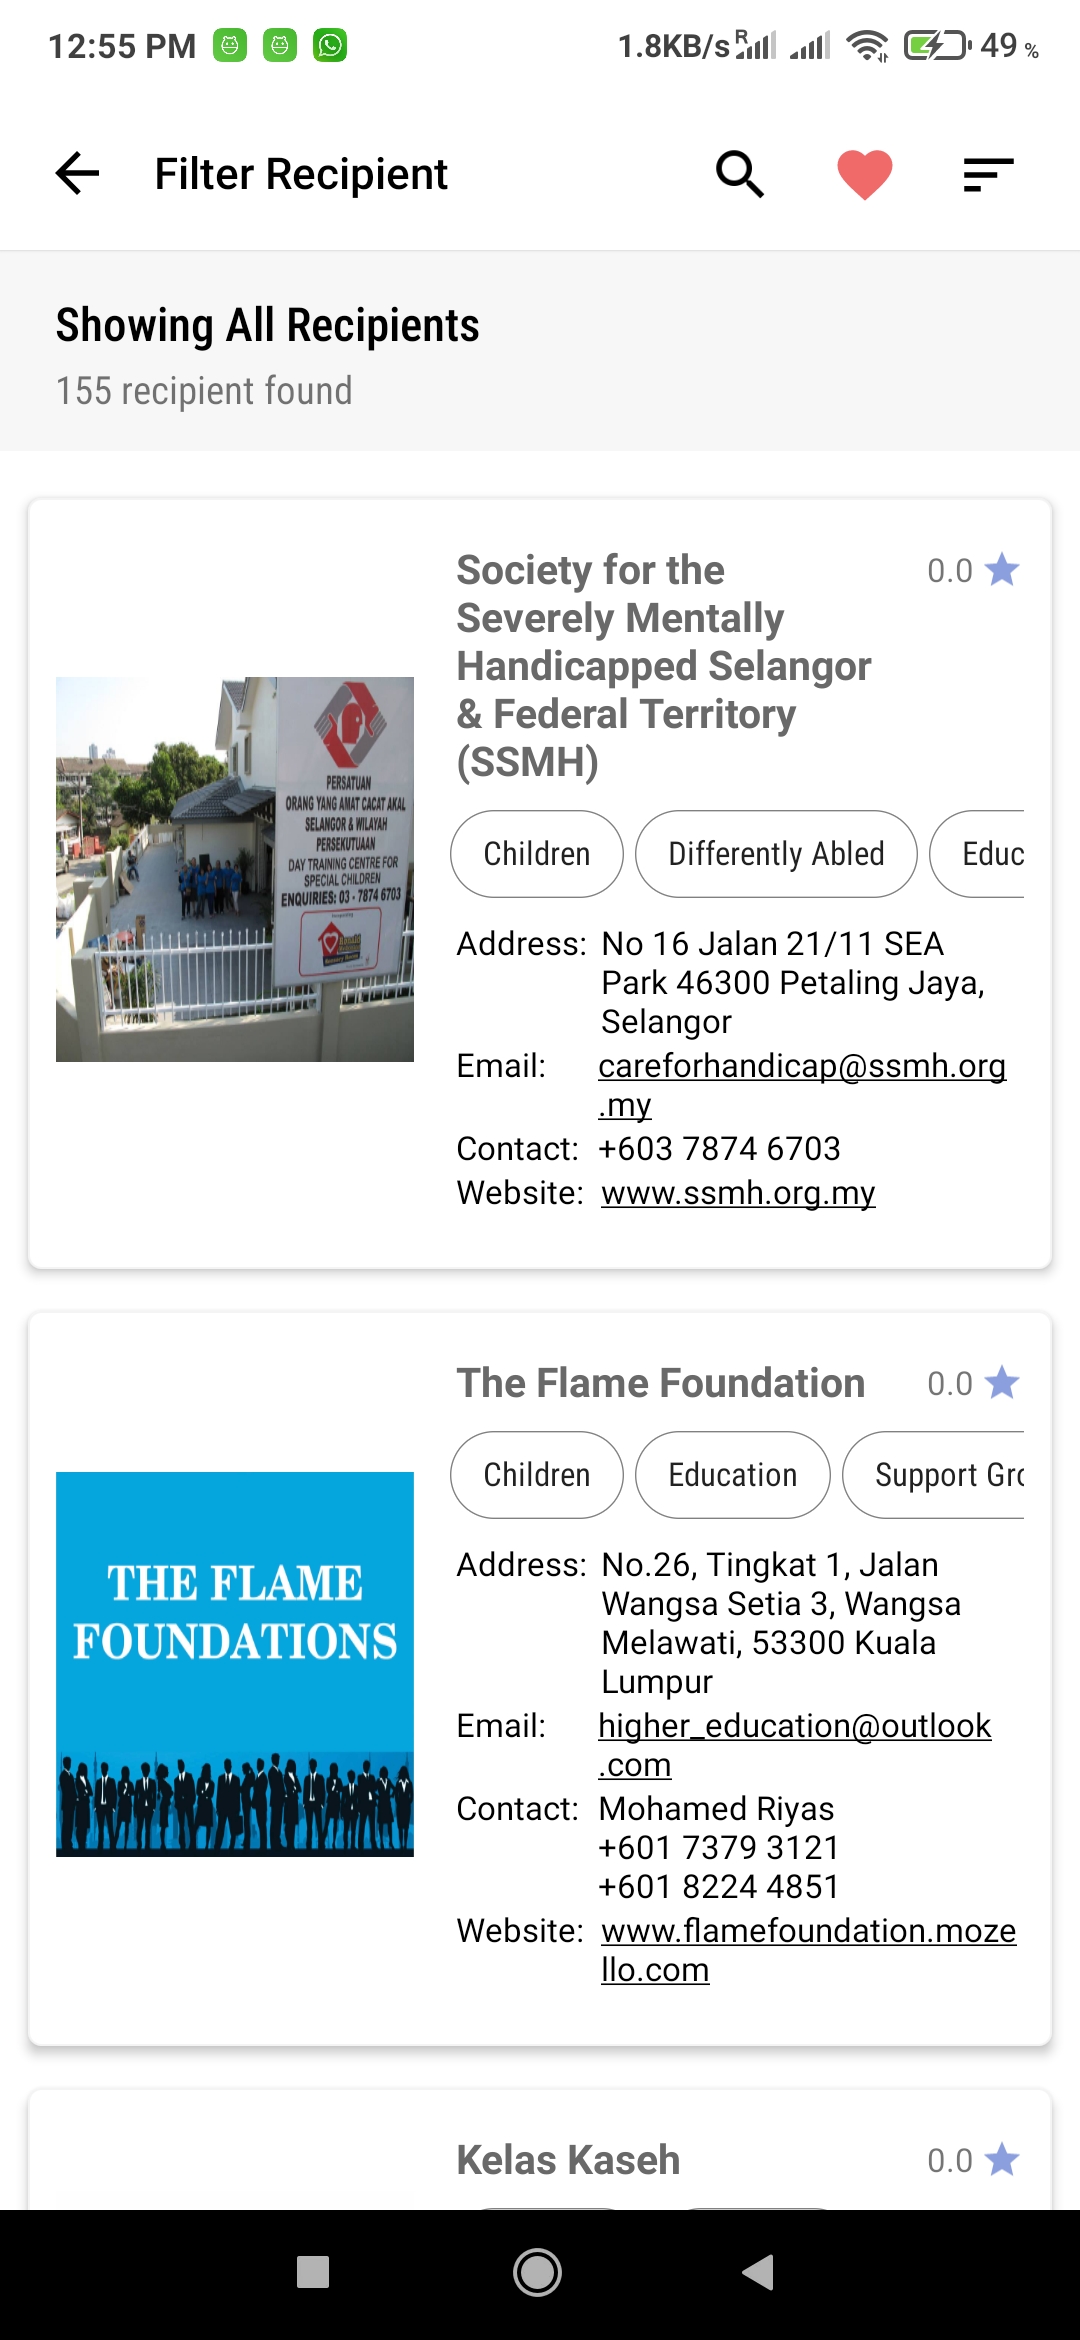 12:55 PM
1.8KB/s R 49 %
Filter Recipient
Showing All Recipients
155 recipient found
Society for the
Severely Mentally
Handicapped Selangor
& Federal Territory
(SSMH)
0.0
Children
Differently Abled
Educ
PERSATUAN
ORANG YANG AMAT CACAT AKAL
SELANGOR & WILAYAH
PERSEKUTUAAN
DAY TRAINING CENTRE FOR
SPECIAL CHILDREN
ENQUIRIES: 03 - 7874 6703
Address: No 16 Jalan 21/11 SEA
Park 46300 Petaling Jaya,
Selangor
Email: careforhandicap@ssmh.org
.my
Contact: +603 7874 6703
Website: www.ssmh.org.my
The Flame Foundation
0.0
Children
Education
Support Gro
THE FLAME
FOUNDATIONS
Address: No.26, Tingkat 1, Jalan
Wangsa Setia 3, Wangsa
Melawati, 53300 Kuala
Lumpur
Email: higher_education@outlook
.com
Contact: Mohamed Riyas
+601 7379 3121
+601 8224 4851
Website: www.flamefoundation.moze
llo.com
Kelas Kaseh
0.0